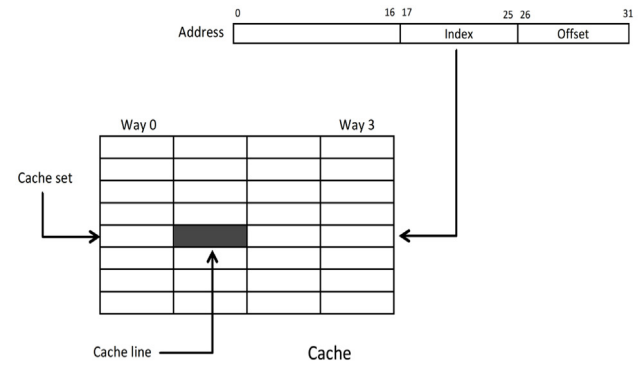 0 16 17 25 26 31
Address Index Offset
Way 0 Way 3
Cache set
Cache line
Cache